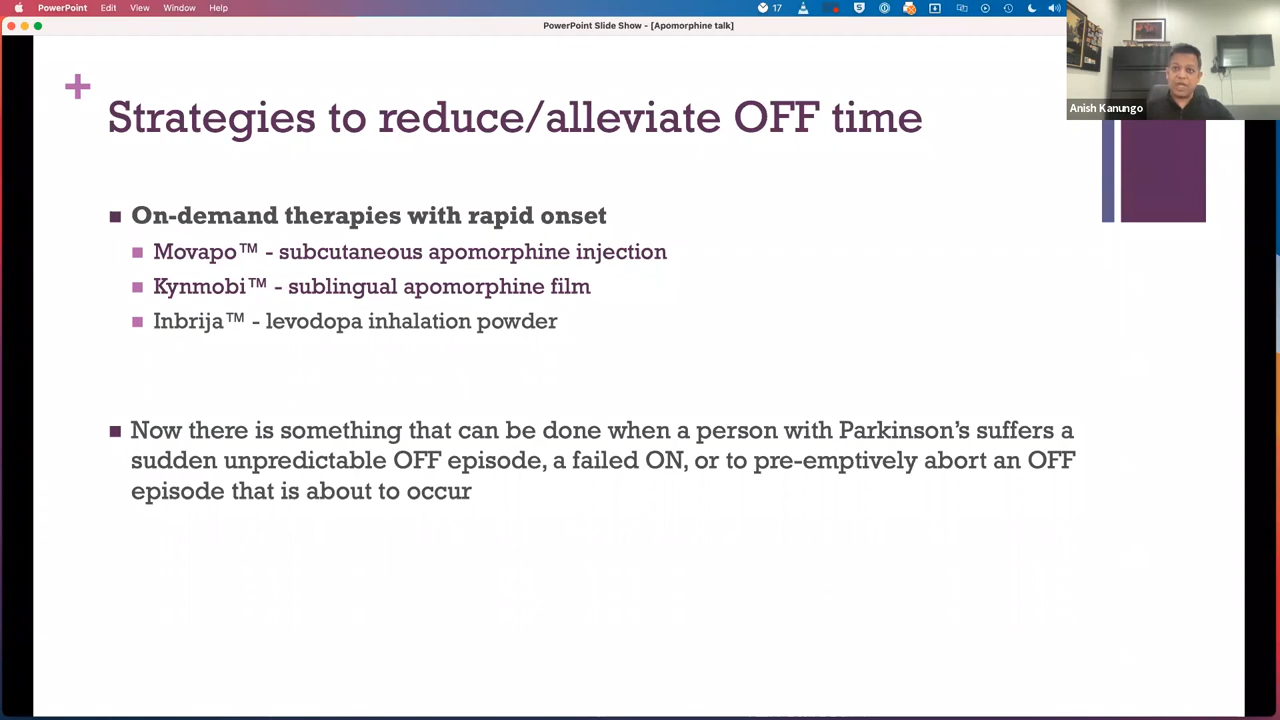 PowerPoint Edit View Window Help 17
PowerPoint Slide Show - [Apomorphine talk]
Anish Kanungo
+ Strategies to reduce/alleviate OFF time
On-demand therapies with rapid onset
Movapo™ - subcutaneous apomorphine injection
Kynmobi™ - sublingual apomorphine film
Inbrija™ - levodopa inhalation powder
Now there is something that can be done when a person with Parkinson's suffers a
sudden unpredictable OFF episode, a failed ON, or to pre-emptively abort an OFF
episode that is about to occur